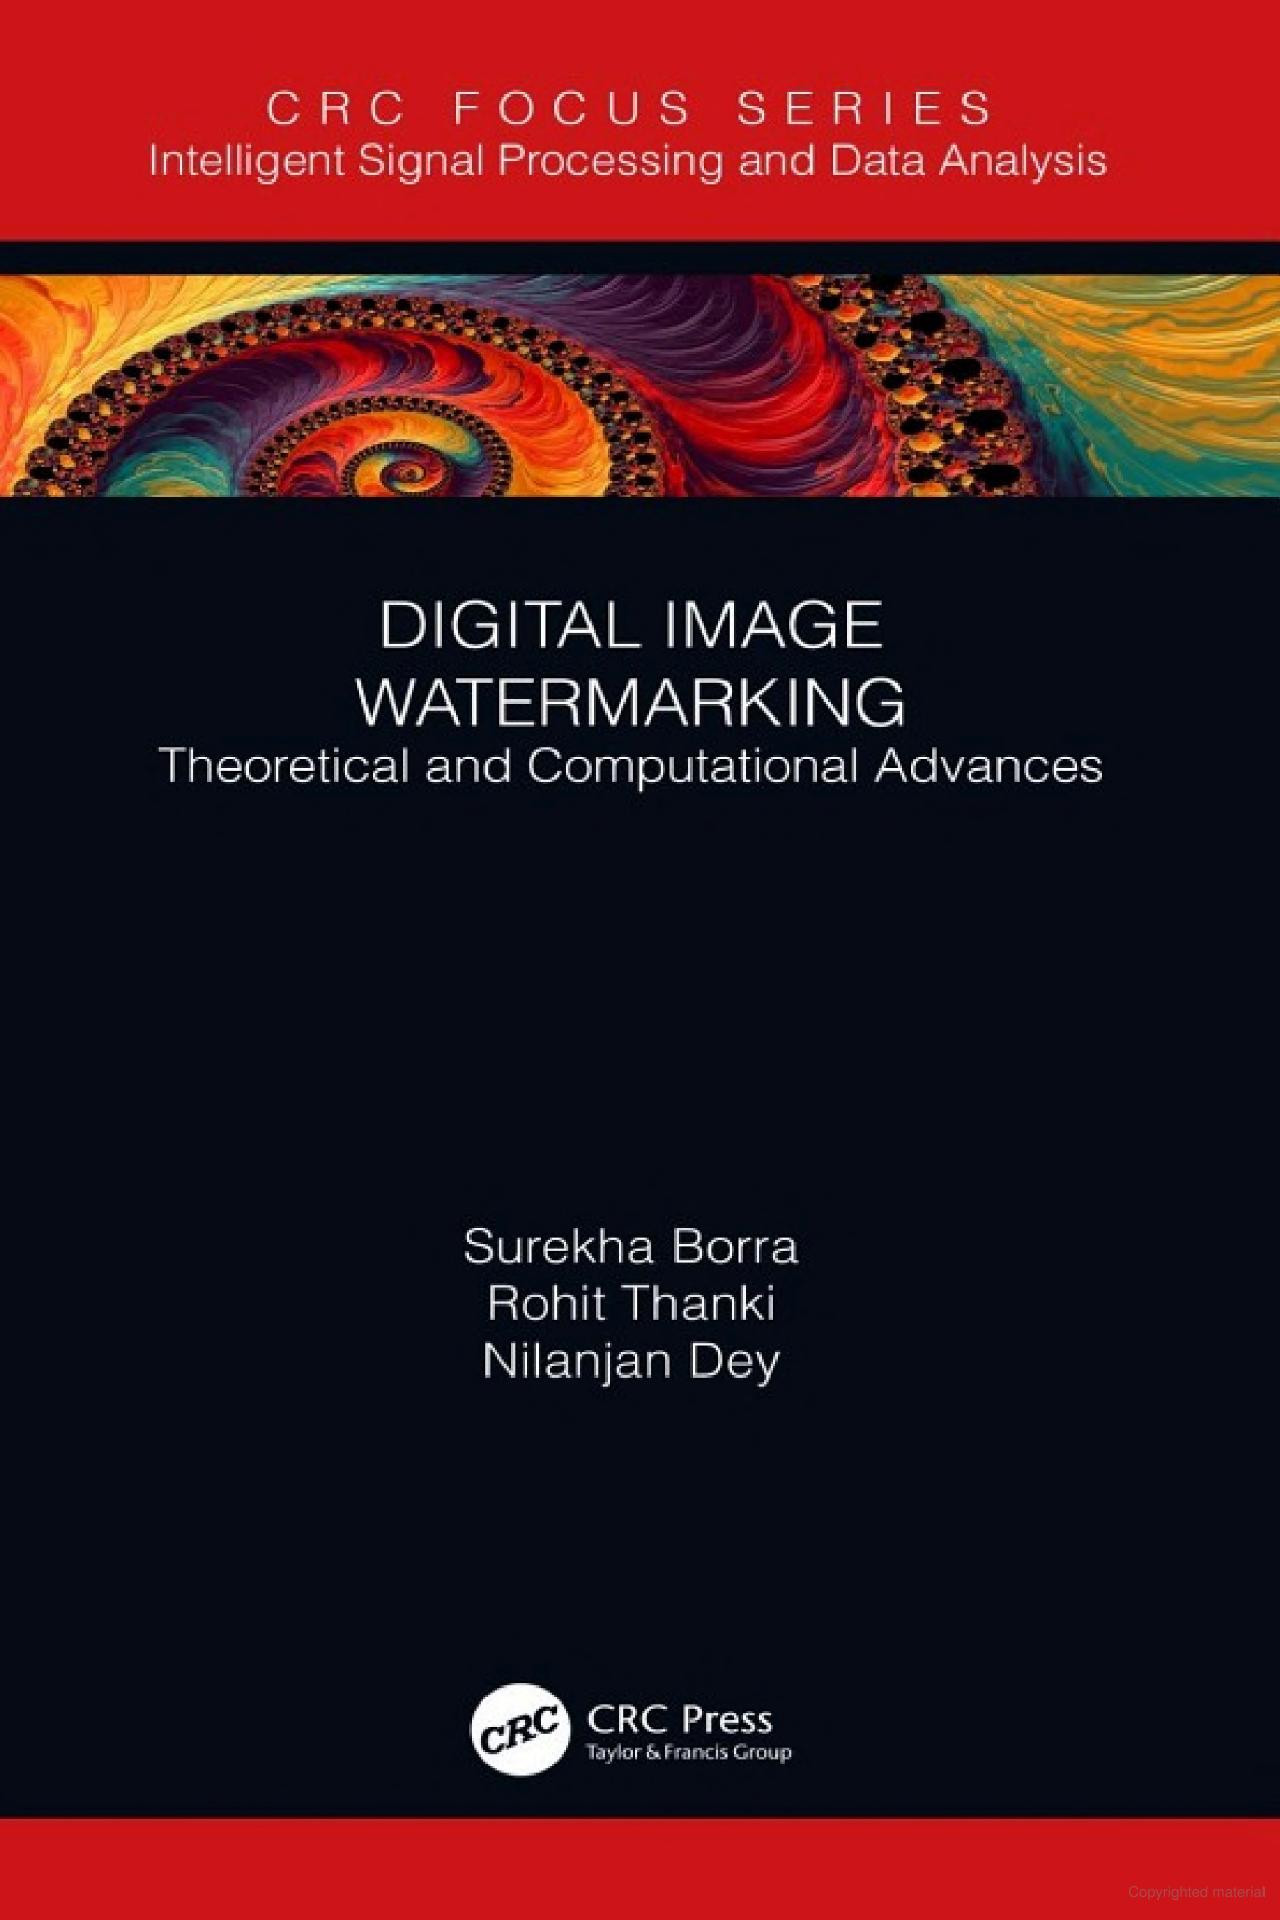 CRC FOCUS SERIES
Intelligent Signal Processing and Data Analysis
DIGITAL IMAGE
WATERMARKING
Theoretical and Computational Advances
Surekha Borra
Rohit Thanki
Nilanjan Dey
CRC
CRC Press
Taylor & Francis Group
Copyrighted material